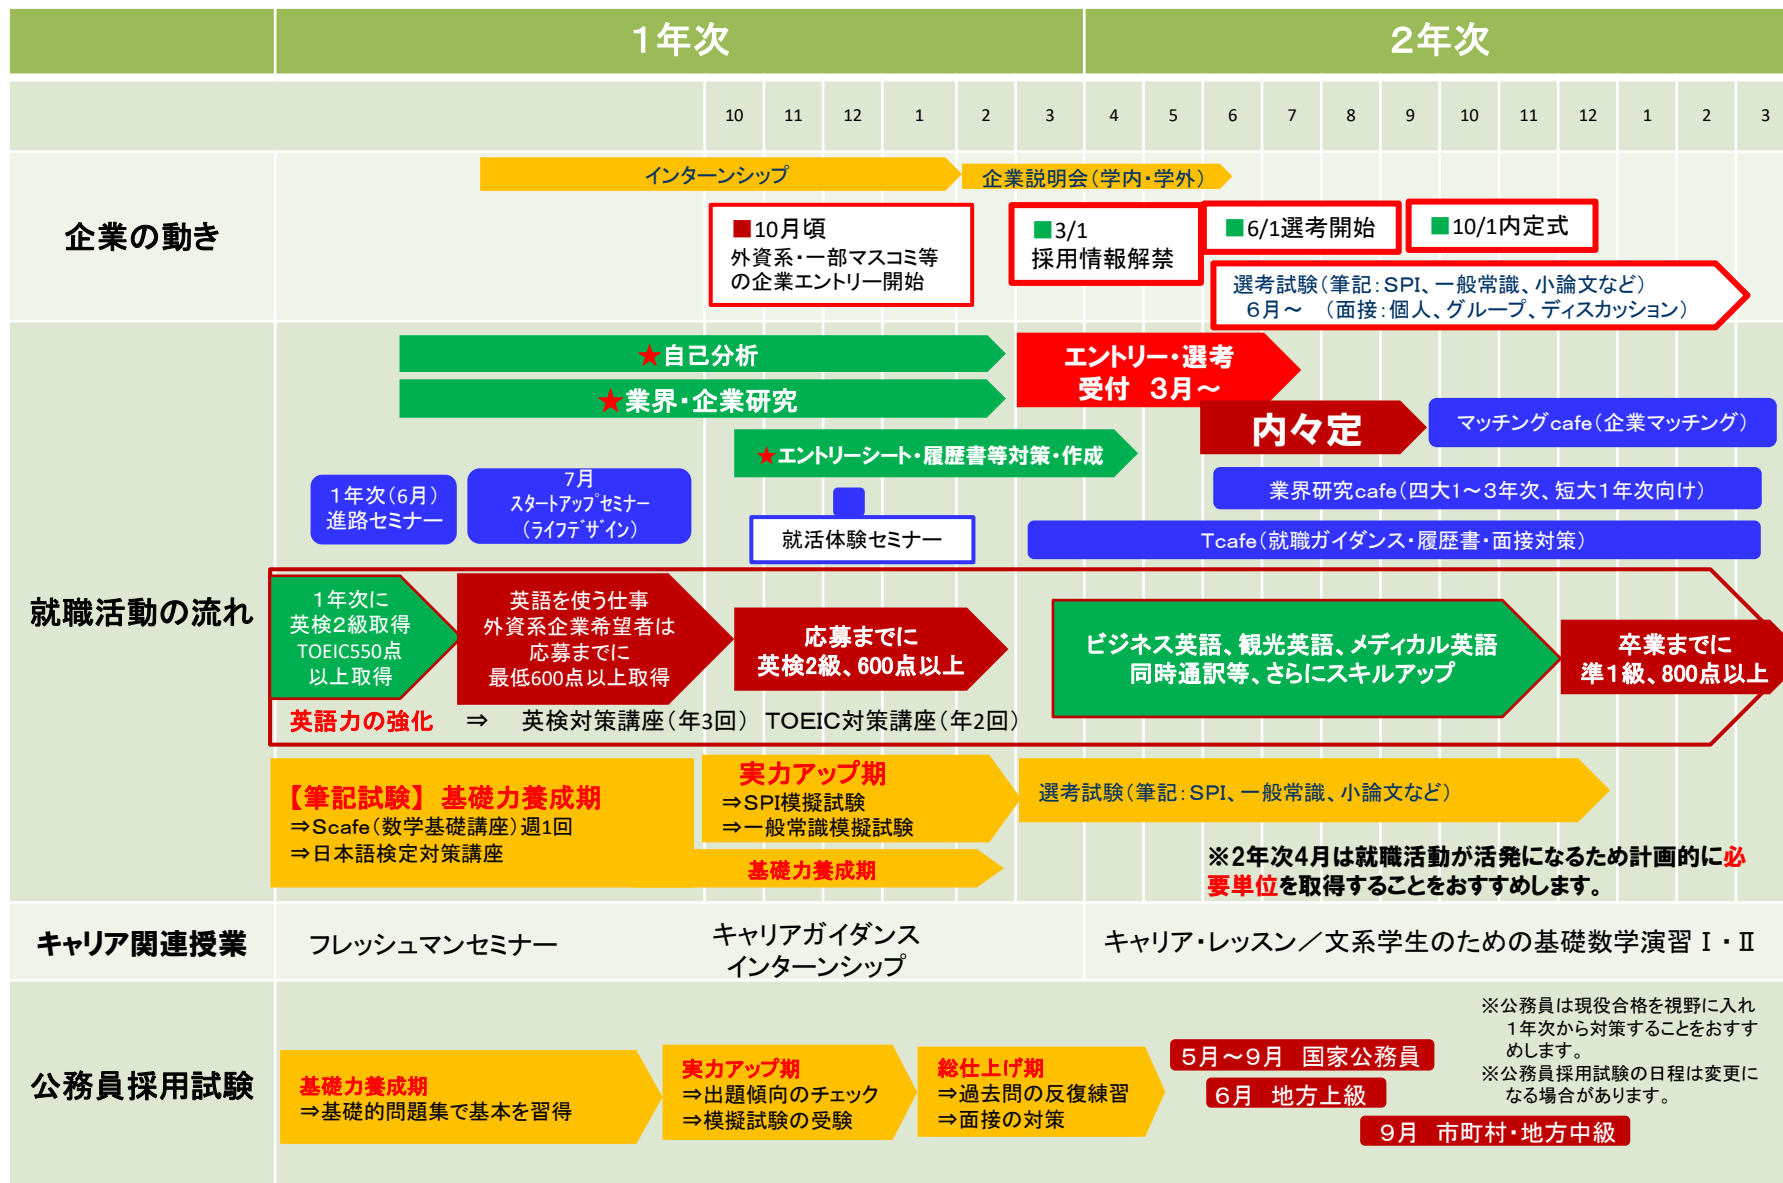 １年次
２年次
10 11 12 1 2 3 4 5 6 7 8 9 10 11 12 1 2 3
企業の動き
インターンシップ
企業説明会（学内・学外）
■10月頃
外資系・一部マスコミ等
の企業エントリー開始
■3/1
採用情報解禁
■6/1選考開始
■10/1内定式
選考試験（筆記：SPI、一般常識、小論文など）
６月～　（面接：個人、グループ、ディスカッション）
就職活動の流れ
★自己分析
★業界・企業研究
エントリー・選考
受付　３月～
内々定
マッチングcafe（企業マッチング）
★エントリーシート・履歴書等対策・作成
１年次（６月）
進路セミナー
７月
スタートアップセミナー
（ライフデザイン）
就活体験セミナー
業界研究cafe（四大１～３年次、短大１年次向け）
Tcafe（就職ガイダンス・履歴書・面接対策）
１年次に
英検２級取得
TOEIC550点
以上取得
英語を使う仕事
外資系企業希望者は
応募までに
最低600点以上取得
応募までに
英検2級、600点以上
ビジネス英語、観光英語、メディカル英語
同時通訳等、さらにスキルアップ
卒業までに
準１級、800点以上
英語力の強化　⇒　英検対策講座（年3回）　TOEIC対策講座（年2回）
【筆記試験】 基礎力養成期
⇒Scafe（数学基礎講座）週1回
⇒日本語検定対策講座
実力アップ期
⇒SPI模擬試験
⇒一般常識模擬試験
基礎力養成期
選考試験（筆記：SPI、一般常識、小論文など）
※2年次4月は就職活動が活発になるため計画的に必
要単位を取得することをおすすめします。
キャリア関連授業
フレッシュマンセミナー
キャリアガイダンス
インターンシップ
キャリア・レッスン／文系学生のための基礎数学演習Ⅰ・Ⅱ
公務員採用試験
基礎力養成期
⇒基礎的問題集で基本を習得
実力アップ期
⇒出題傾向のチェック
⇒模擬試験の受験
総仕上げ期
⇒過去問の反復練習
⇒面接の対策
５月～９月　国家公務員
６月　地方上級
９月　市町村・地方中級
※公務員は現役合格を視野に入れ
１年次から対策することをおすす
めします。
※公務員採用試験の日程は変更に
なる場合があります。